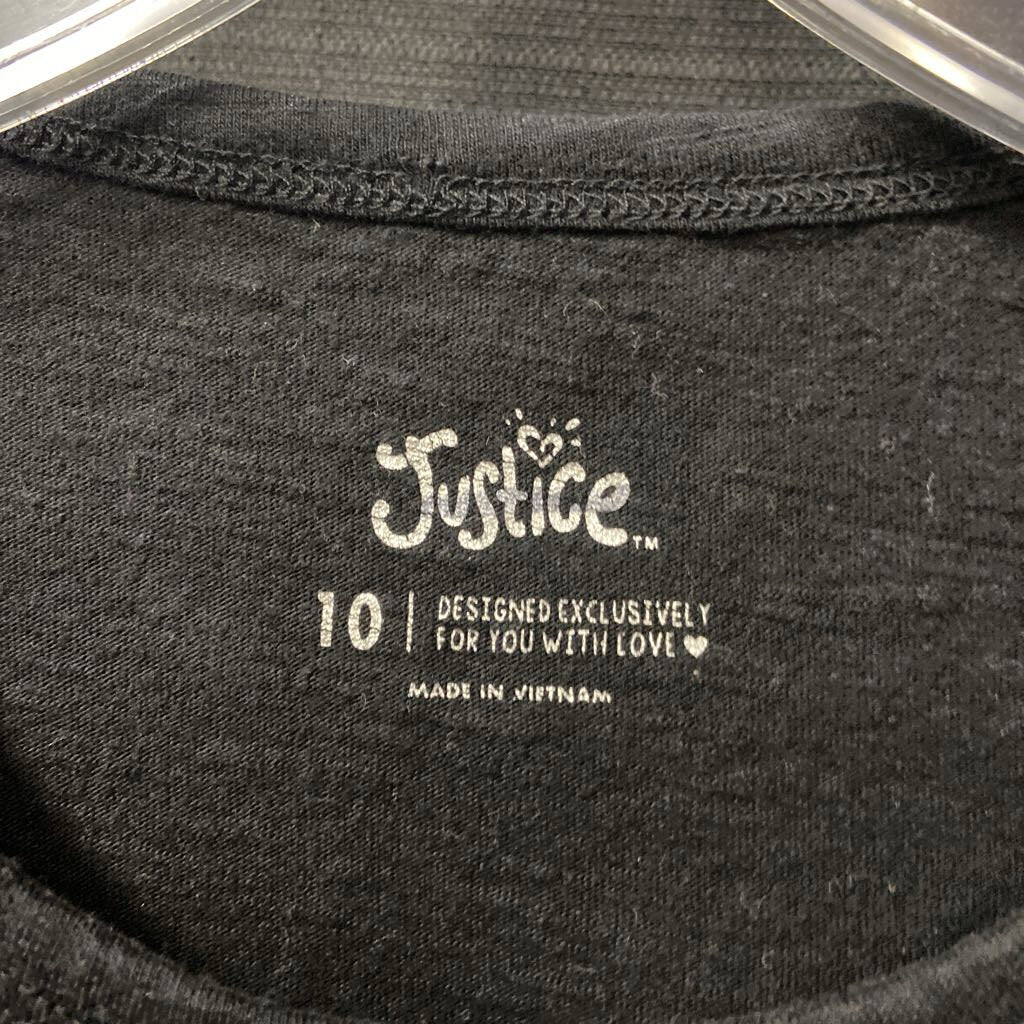 Justice™
10
DESIGNED EXCLUSIVELY
FOR YOU WITH LOVE ♥
MADE IN VIETNAM